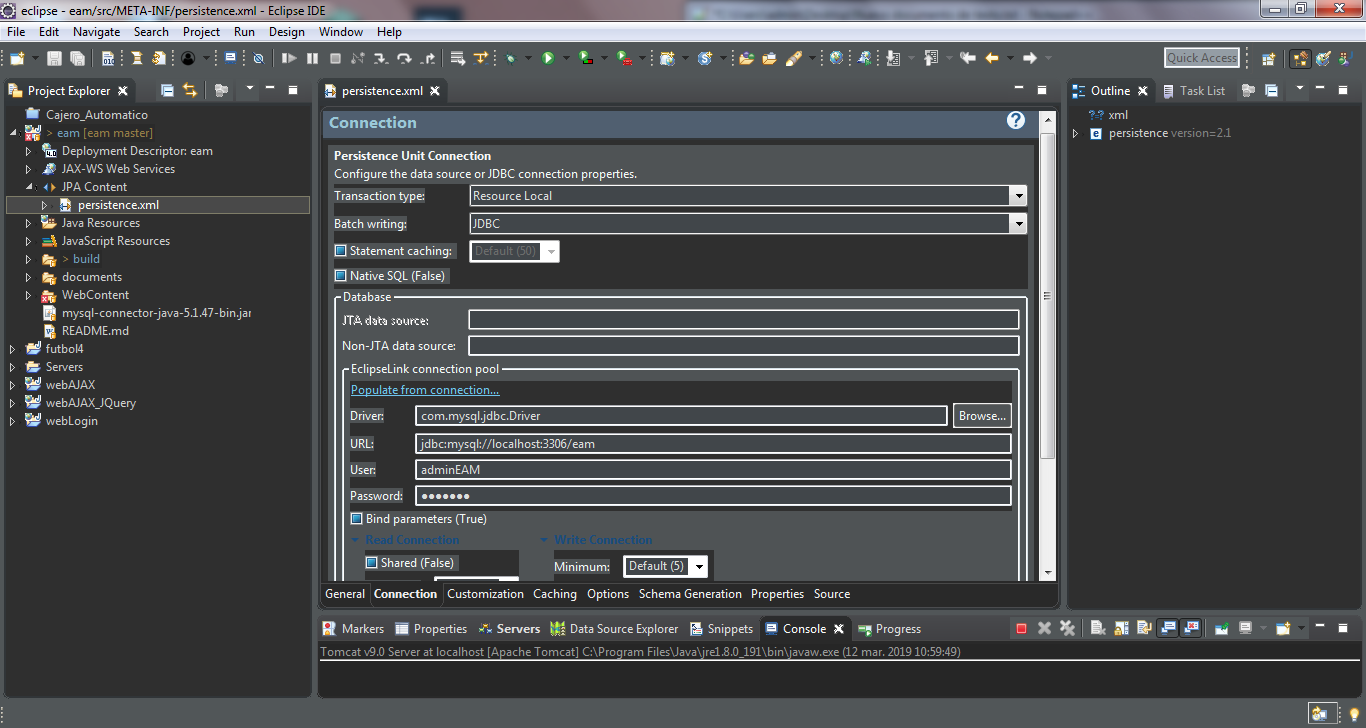 eclipse - eam/src/META-INF/persistence.xml - Eclipse IDE
File Edit Navigate Search Project Run Design Window Help
Quick Access
Project Explorer
Cajero_Automatico
> eam [eam master]
Deployment Descriptor: eam
JAX-WS Web Services
JPA Content
persistence.xml
Java Resources
JavaScript Resources
> build
documents
WebContent
mysql-connector-java-5.1.47-bin.jar
README.md
futbol4
Servers
webAJAX
webAJAX_JQuery
webLogin
persistence.xml
Connection
Persistence Unit Connection
Configure the data source or JDBC connection properties.
Transaction type: Resource Local
Batch writing: JDBC
Statement caching: Default (50)
Native SQL (False)
Database
JTA data source:
Non-JTA data source:
EclipseLink connection pool
Populate from connection...
Driver: com.mysql.jdbc.Driver Browse...
URL: jdbc:mysql://localhost:3306/eam
User: adminEAM
Password: ●●●●●●●
Bind parameters (True)
Read Connection Write Connection
Shared (False)
Minimum: Default (5)
General Connection Customization Caching Options Schema Generation Properties Source
Outline Task List
xml
persistence version=2.1
Markers Properties Servers Data Source Explorer Snippets Console Progress
Tomcat v9.0 Server at localhost [Apache Tomcat] C:\Program Files\Java\jre1.8.0_191\bin\javaw.exe (12 mar. 2019 10:59:49)